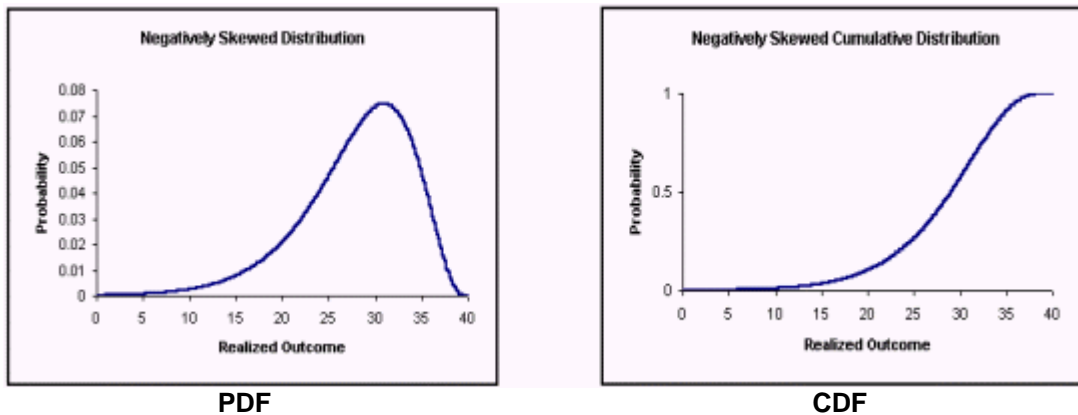 Negatively Skewed Distribution
0.08
0.07
0.06
0.05
0.04
0.03
0.02
0.01
0
Probability
0 5 10 15 20 25 30 35 40
Realized Outcome
PDF
Negatively Skewed Cumulative Distribution
1
0.5
0
Probability
0 5 10 15 20 25 30 35 40
Realized Outcome
CDF